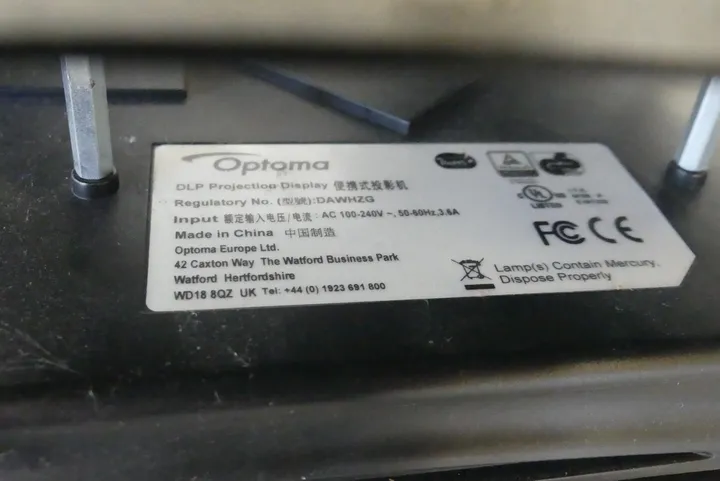 Optoma
DLP Projection Display 便携式投影机
Regulatory No. (型號):DAWHZG
Input 额定输入电压/电流: AC 100-240V ~, 50-60Hz,3.6A
Made in China 中国制造
Optoma Europe Ltd.
42 Caxton Way The Watford Business Park
Watford Hertfordshire
WD18 8QZ UK Tel: +44 (0) 1923 691 800
c UL US
LISTED
FC CE
Lamp(s) Contain Mercury,
Dispose Properly